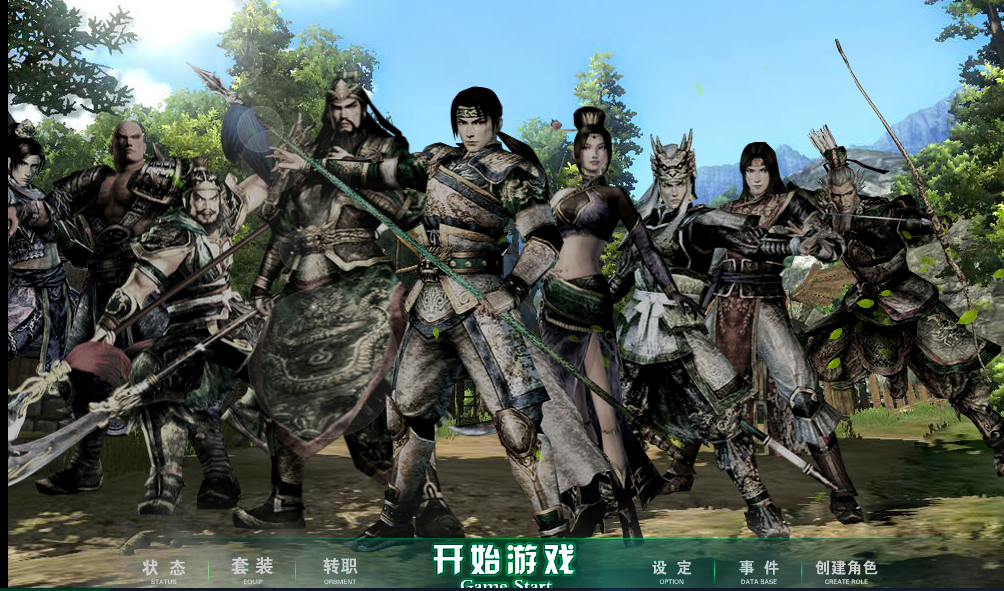 状态
STATUS
套装
EQUIP
转职
ORBMENT
开始游戏
Game Start
设定
OPTION
事件
DATA BASE
创建角色
CREATE ROLE